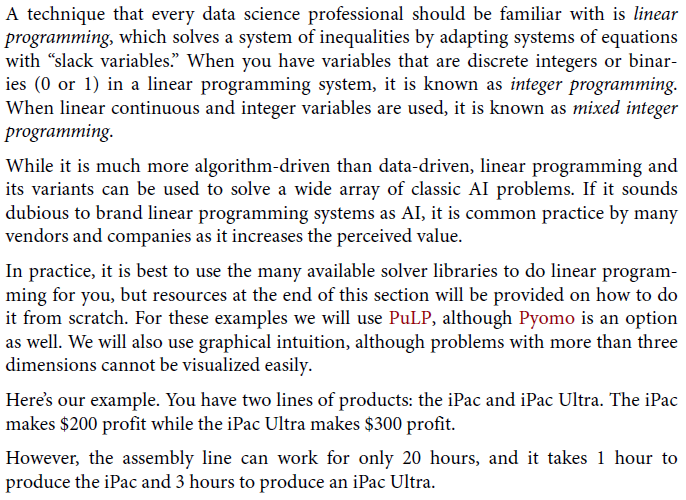 A technique that every data science professional should be familiar with is linear
programming, which solves a system of inequalities by adapting systems of equations
with “slack variables.” When you have variables that are discrete integers or binar-
ies (0 or 1) in a linear programming system, it is known as integer programming.
When linear continuous and integer variables are used, it is known as mixed integer
programming.
While it is much more algorithm-driven than data-driven, linear programming and
its variants can be used to solve a wide array of classic AI problems. If it sounds
dubious to brand linear programming systems as AI, it is common practice by many
vendors and companies as it increases the perceived value.
In practice, it is best to use the many available solver libraries to do linear program-
ming for you, but resources at the end of this section will be provided on how to do
it from scratch. For these examples we will use PuLP, although Pyomo is an option
as well. We will also use graphical intuition, although problems with more than three
dimensions cannot be visualized easily.
Here’s our example. You have two lines of products: the iPac and iPac Ultra. The iPac
makes $200 profit while the iPac Ultra makes $300 profit.
However, the assembly line can work for only 20 hours, and it takes 1 hour to
produce the iPac and 3 hours to produce an iPac Ultra.